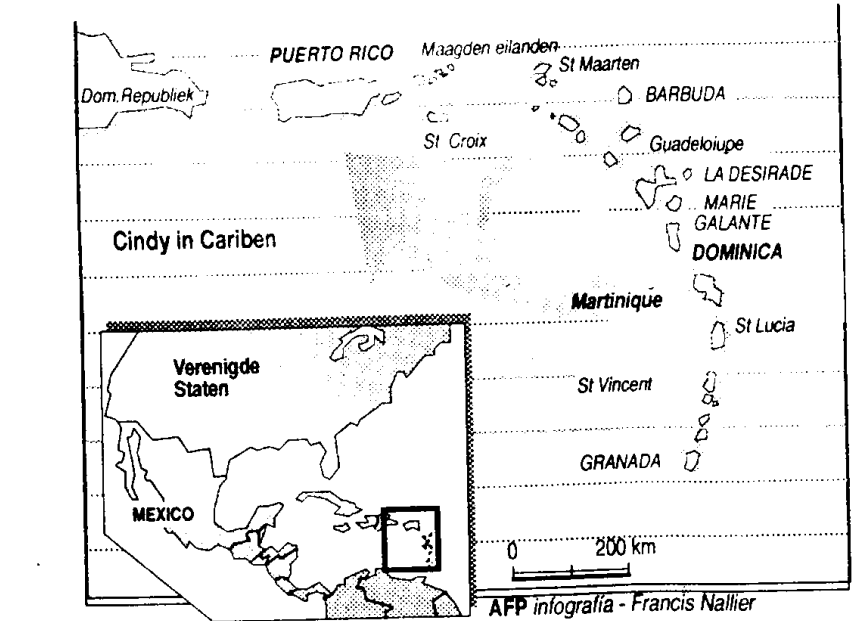 PUERTO RICO
Maagden eilanden
St Maarten
Dom. Republiek
BARBUDA
St Croix
Guadeloiupe
LA DESIRADE
MARIE
GALANTE
Cindy in Cariben
DOMINICA
Martinique
St Lucia
Verenigde
Staten
St Vincent
GRANADA
MEXICO
0 200 km
AFP infografía - Francis Nallier